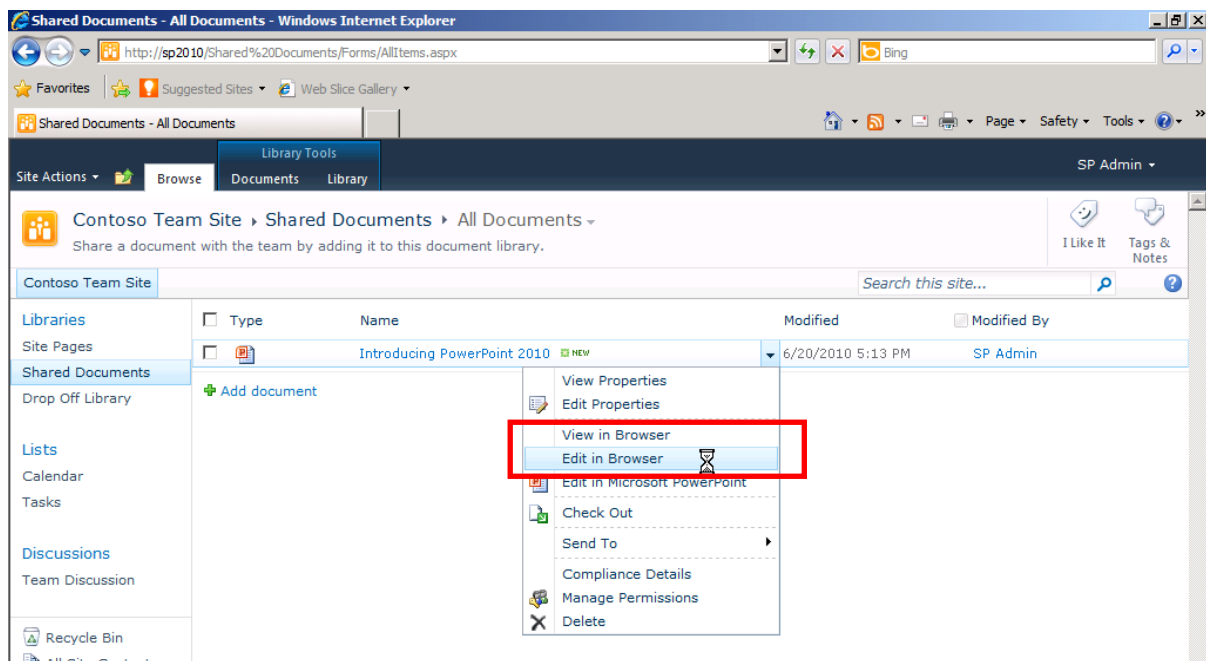 Shared Documents - All Documents - Windows Internet Explorer
http://sp2010/Shared%20Documents/Forms/AllItems.aspx
Bing
Favorites Suggested Sites Web Slice Gallery
Shared Documents - All Documents
Page Safety Tools »
Library Tools
Site Actions Browse Documents Library
SP Admin
Contoso Team Site Shared Documents All Documents
Share a document with the team by adding it to this document library.
I Like It
Tags & Notes
Contoso Team Site
Search this site...
Libraries
Site Pages
Shared Documents
Drop Off Library
Lists
Calendar
Tasks
Discussions
Team Discussion
Recycle Bin
All Site Content
Type Name Modified Modified By
Introducing PowerPoint 2010 NEW 6/20/2010 5:13 PM SP Admin
Add document
View Properties
Edit Properties
View in Browser
Edit in Browser
Edit in Microsoft PowerPoint
Check Out
Send To
Compliance Details
Manage Permissions
Delete